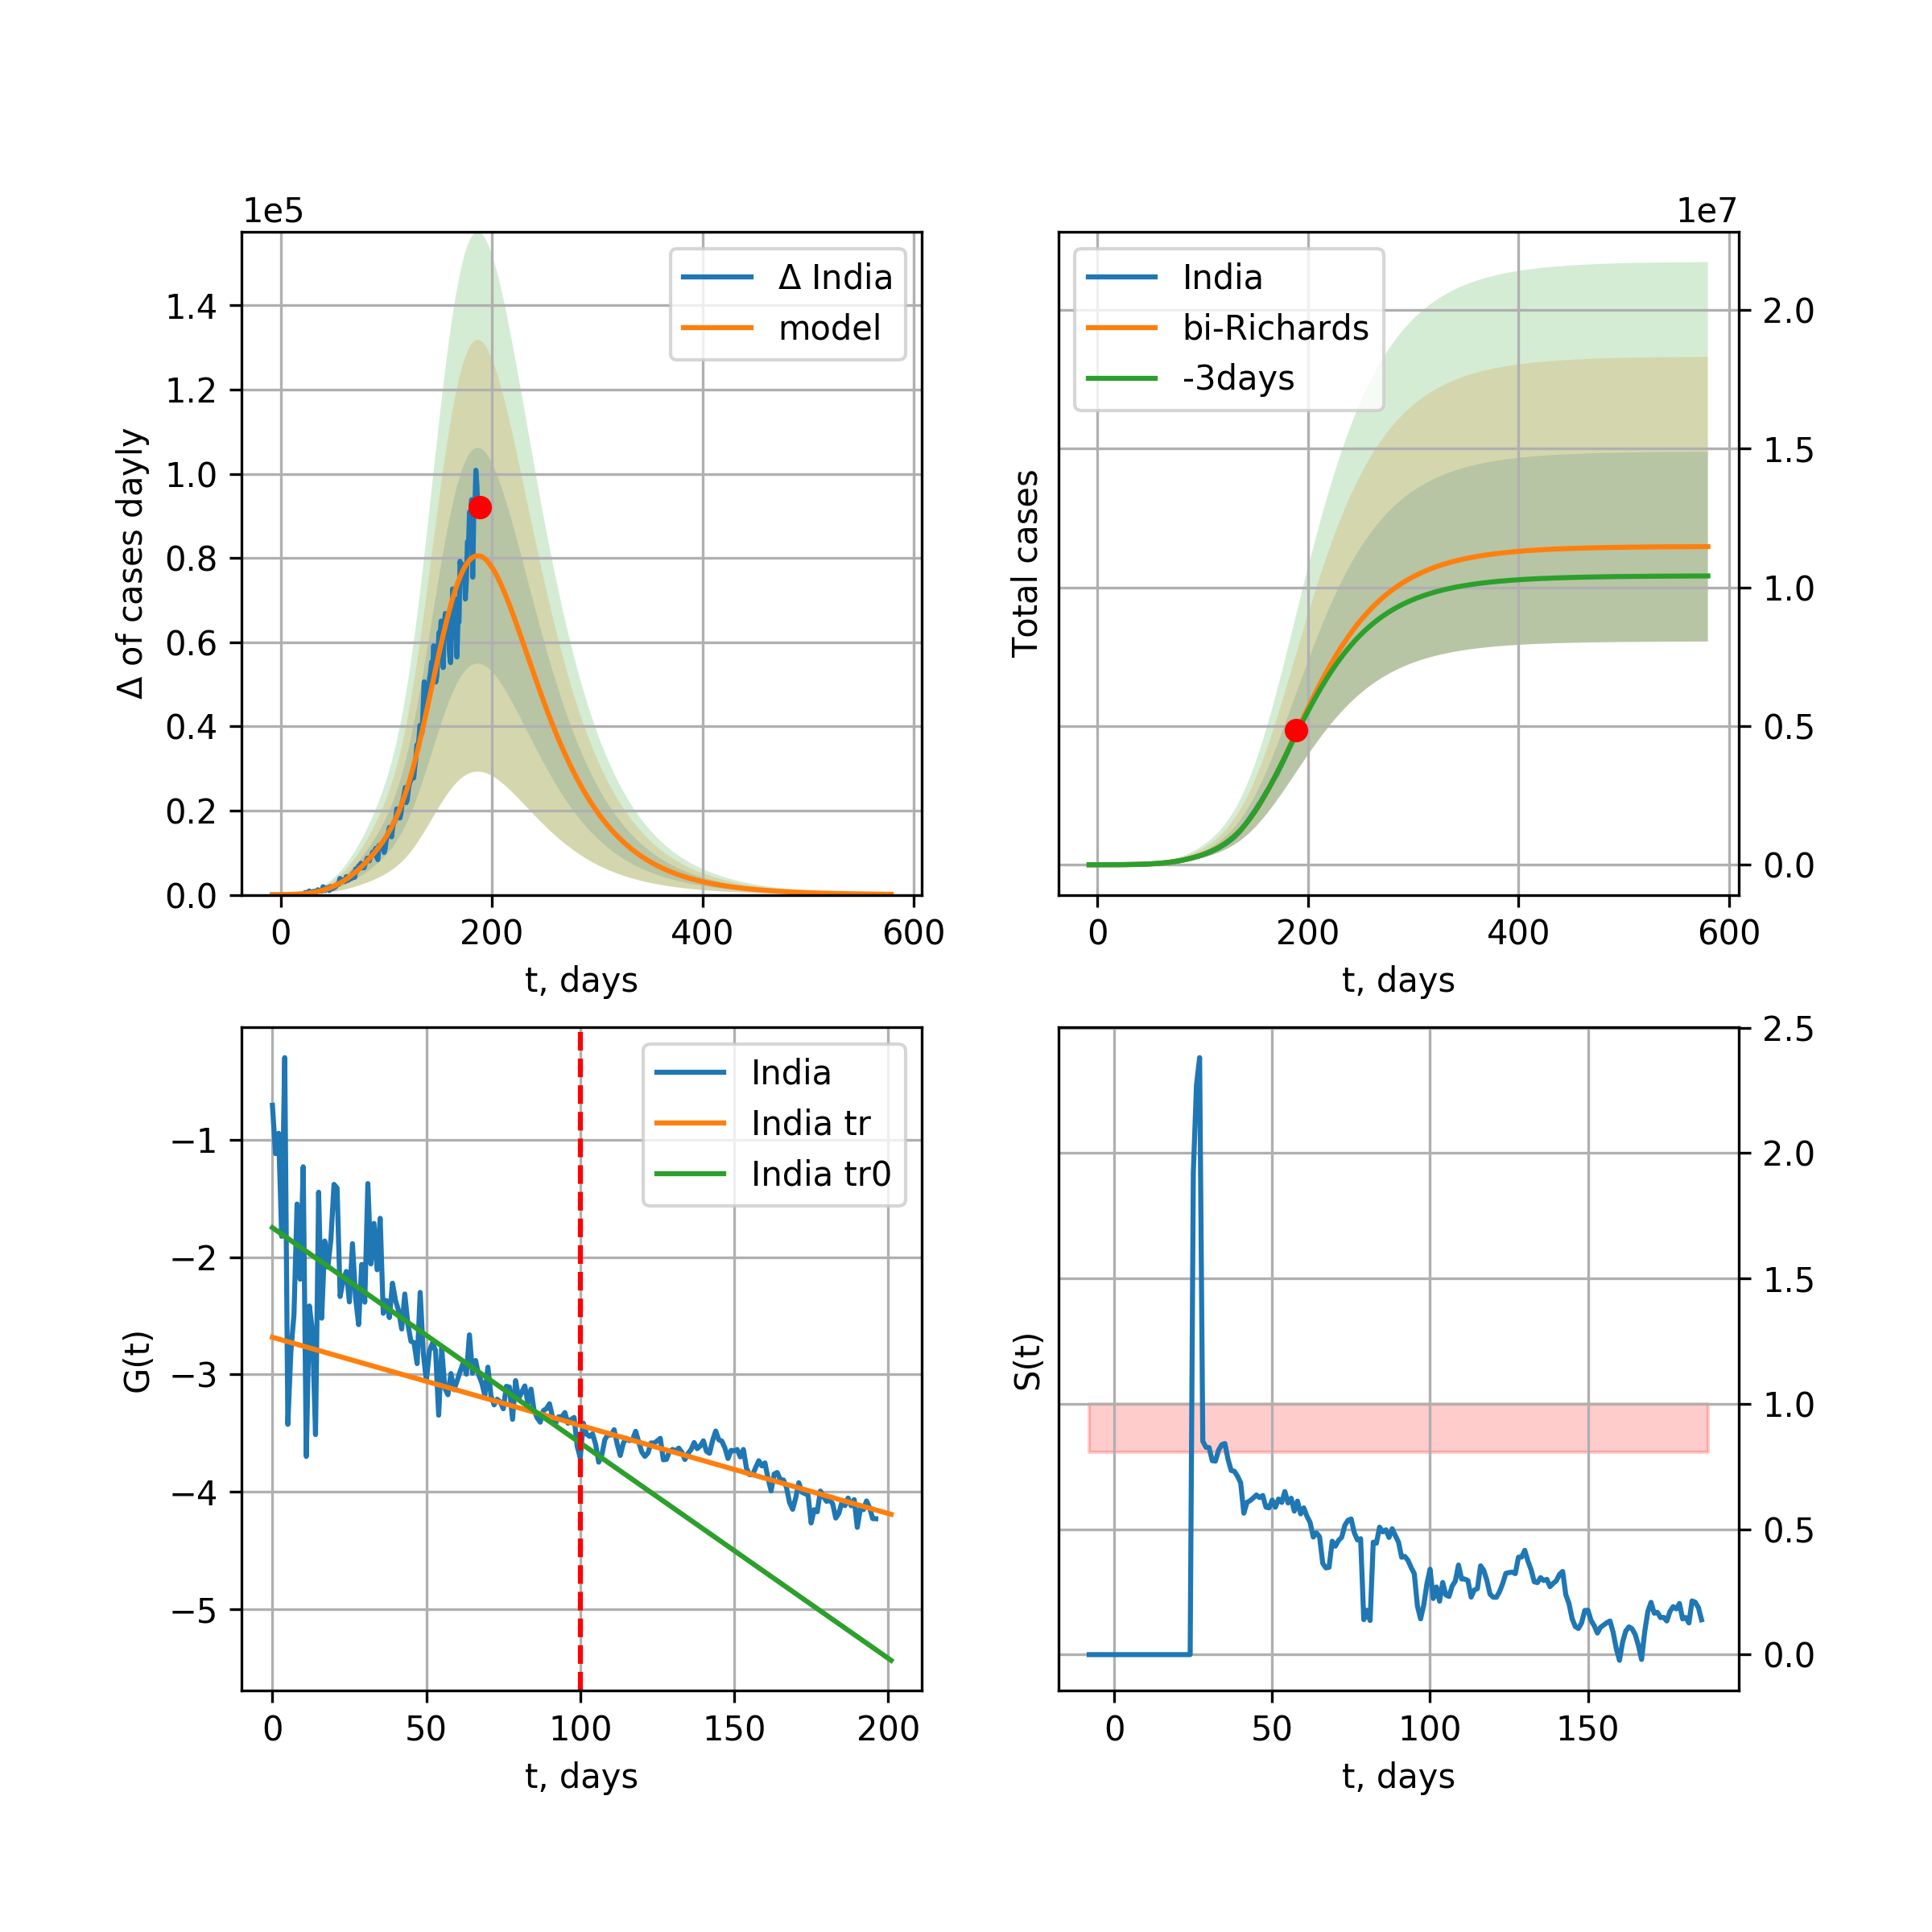 1e5
Δ of cases dayly
1.4
1.2
1.0
0.8
0.6
0.4
0.2
0.0
Δ India
model
0 200 400 600
t, days
1e7
Total cases
India
bi-Richards
-3days
2.0
1.5
1.0
0.5
0.0
0 200 400 600
t, days
G(t)
−1
−2
−3
−4
−5
India
India tr
India tr0
0 50 100 150 200
t, days
S(t)
2.5
2.0
1.5
1.0
0.5
0.0
0 50 100 150
t, days